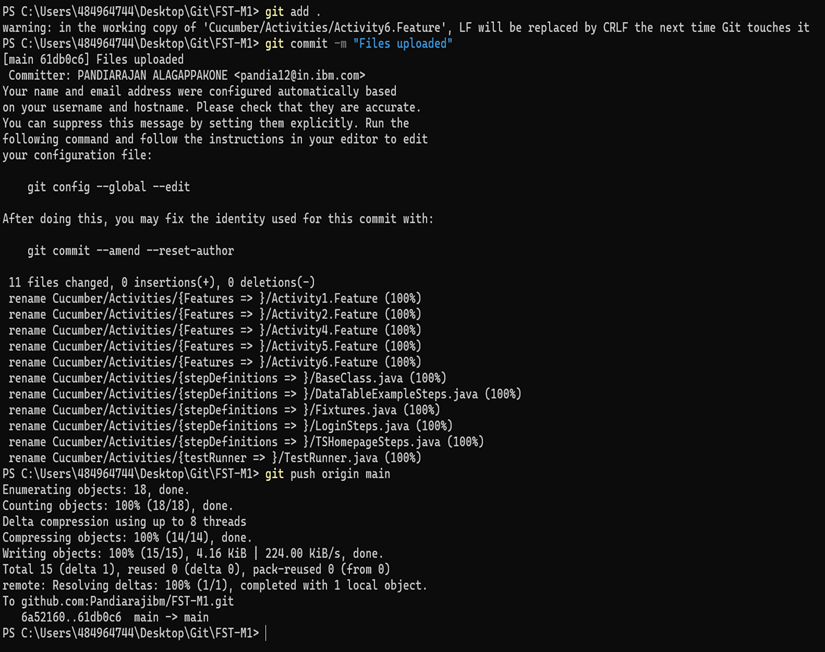 PS C:\Users\484964744\Desktop\Git\FST-M1> git add .
warning: in the working copy of 'Cucumber/Activities/Activity6.Feature', LF will be replaced by CRLF the next time Git touches it
PS C:\Users\484964744\Desktop\Git\FST-M1> git commit -m "Files uploaded"
[main 61db0c6] Files uploaded
 Committer: PANDIARAJAN ALAGAPPAKONE <pandia12@in.ibm.com>
Your name and email address were configured automatically based
on your username and hostname. Please check that they are accurate.
You can suppress this message by setting them explicitly. Run the
following command and follow the instructions in your editor to edit
your configuration file:

    git config --global --edit

After doing this, you may fix the identity used for this commit with:

    git commit --amend --reset-author

 11 files changed, 0 insertions(+), 0 deletions(-)
 rename Cucumber/Activities/{Features => }/Activity1.Feature (100%)
 rename Cucumber/Activities/{Features => }/Activity2.Feature (100%)
 rename Cucumber/Activities/{Features => }/Activity4.Feature (100%)
 rename Cucumber/Activities/{Features => }/Activity5.Feature (100%)
 rename Cucumber/Activities/{Features => }/Activity6.Feature (100%)
 rename Cucumber/Activities/{stepDefinitions => }/BaseClass.java (100%)
 rename Cucumber/Activities/{stepDefinitions => }/DataTableExampleSteps.java (100%)
 rename Cucumber/Activities/{stepDefinitions => }/Fixtures.java (100%)
 rename Cucumber/Activities/{stepDefinitions => }/LoginSteps.java (100%)
 rename Cucumber/Activities/{stepDefinitions => }/TSHomepageSteps.java (100%)
 rename Cucumber/Activities/{testRunner => }/TestRunner.java (100%)
PS C:\Users\484964744\Desktop\Git\FST-M1> git push origin main
Enumerating objects: 18, done.
Counting objects: 100% (18/18), done.
Delta compression using up to 8 threads
Compressing objects: 100% (14/14), done.
Writing objects: 100% (15/15), 4.16 KiB | 224.00 KiB/s, done.
Total 15 (delta 1), reused 0 (delta 0), pack-reused 0 (from 0)
remote: Resolving deltas: 100% (1/1), completed with 1 local object.
To github.com:Pandiarajibm/FST-M1.git
   6a52160..61db0c6  main -> main
PS C:\Users\484964744\Desktop\Git\FST-M1>